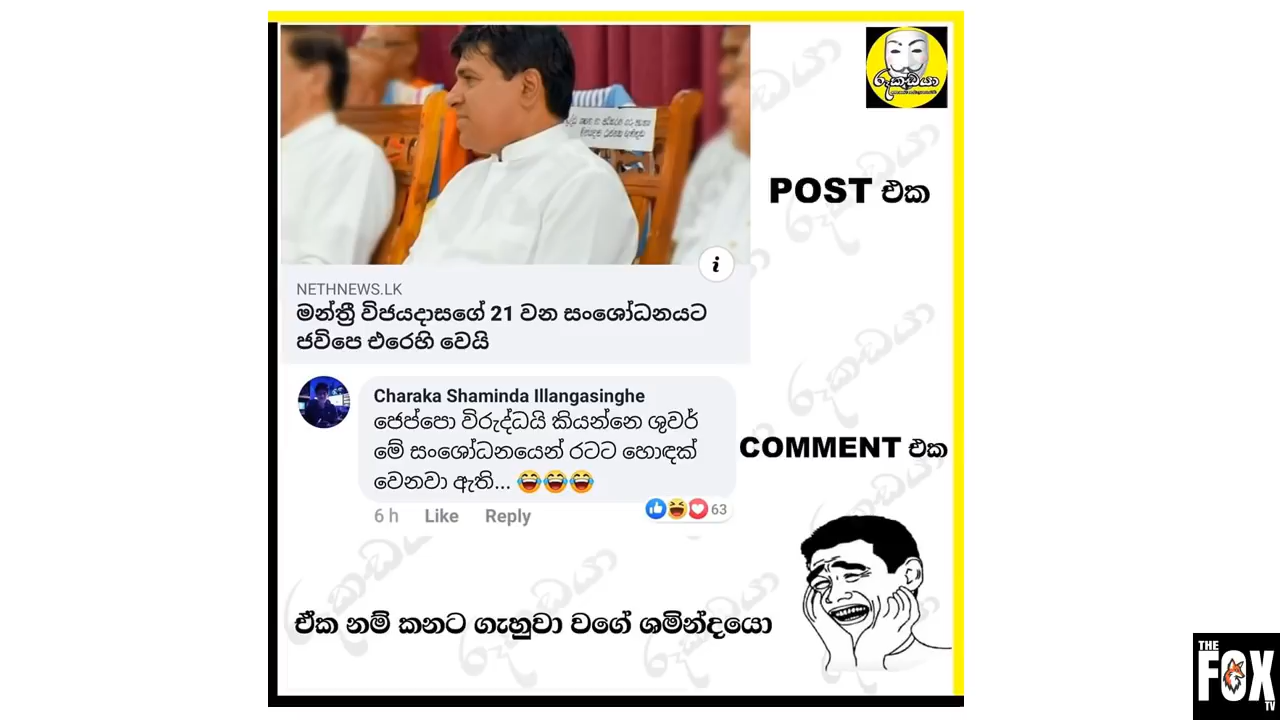 රූකඩයා
POST එක
NETHNEWS.LK
මන්ත්‍රී විජයදාසගේ 21 වන සංශෝධනයට
ජවිපෙ එරෙහි වෙයි
Charaka Shaminda Illangasinghe
ජෙප්පො විරුද්ධයි කියන්නෙ ශුවර්
මේ සංශෝධනයෙන් රටට හොඳක්
වෙනවා ඇති... 😂😂😂
COMMENT එක
6 h Like Reply 63
ඒක නම් කනට ගැහුවා වගේ ශමින්දයො
THE
FOX
TV